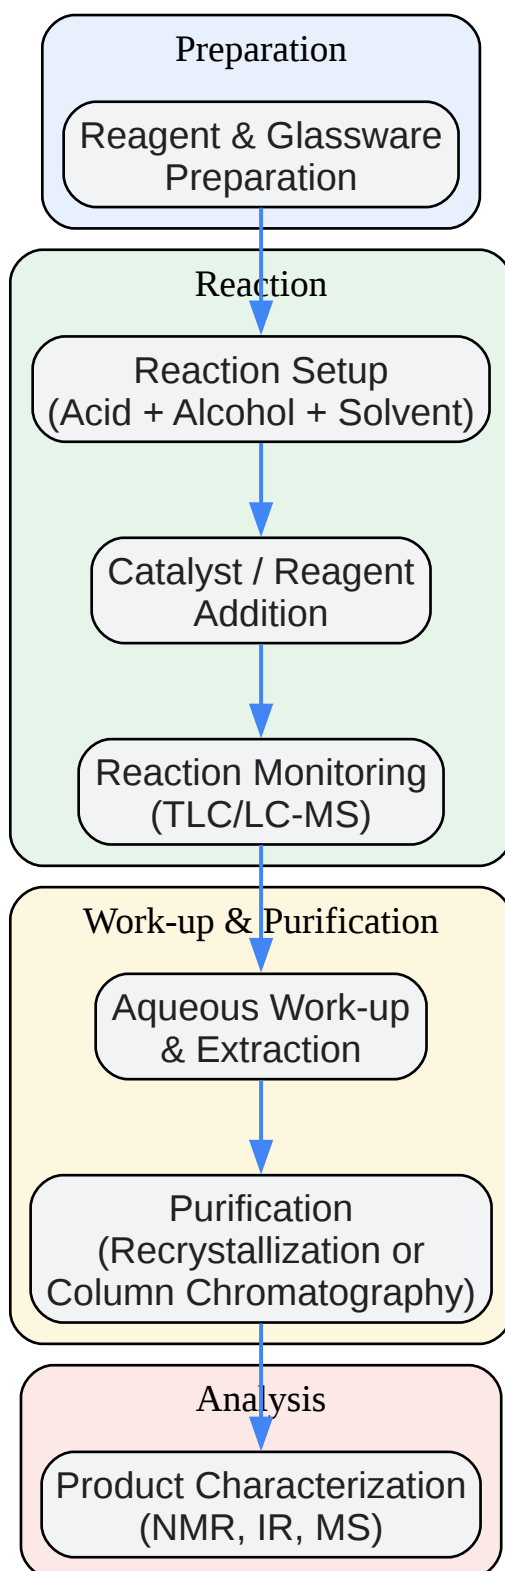 Preparation
Reagent & Glassware
Preparation
Reaction
Reaction Setup
(Acid + Alcohol + Solvent)
Catalyst / Reagent
Addition
Reaction Monitoring
(TLC/LC-MS)
Work-up & Purification
Aqueous Work-up
& Extraction
Purification
(Recrystallization or
Column Chromatography)
Analysis
Product Characterization
(NMR, IR, MS)